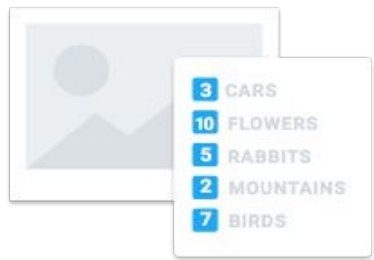 3 CARS
10 FLOWERS
5 RABBITS
2 MOUNTAINS
7 BIRDS